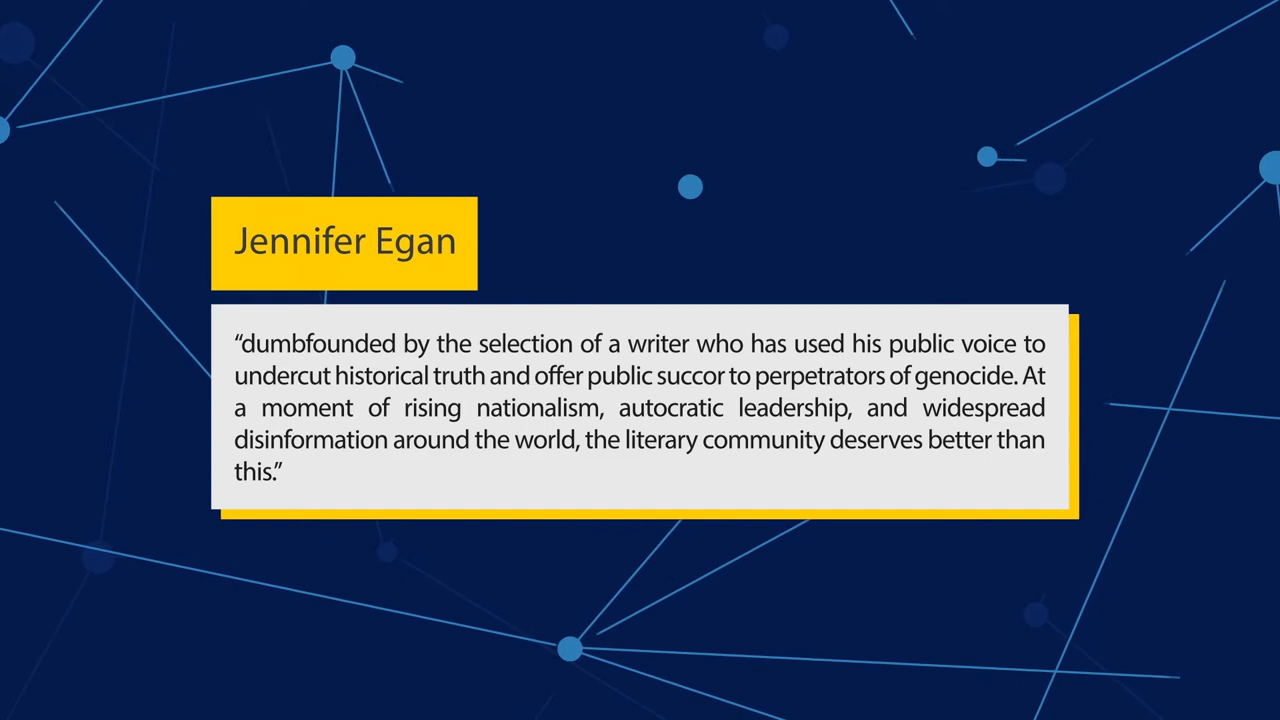 Jennifer Egan
“dumbfounded by the selection of a writer who has used his public voice to
undercut historical truth and offer public succor to perpetrators of genocide. At
a moment of rising nationalism, autocratic leadership, and widespread
disinformation around the world, the literary community deserves better than
this.”